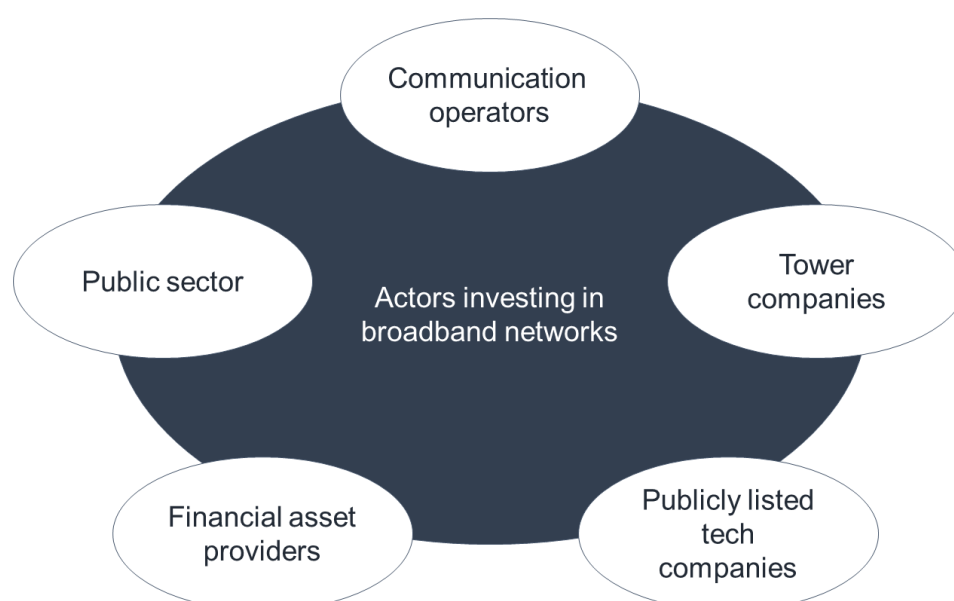 Communication
operators
Public sector
Tower
companies
Actors investing in
broadband networks
Financial asset
providers
Publicly listed
tech
companies